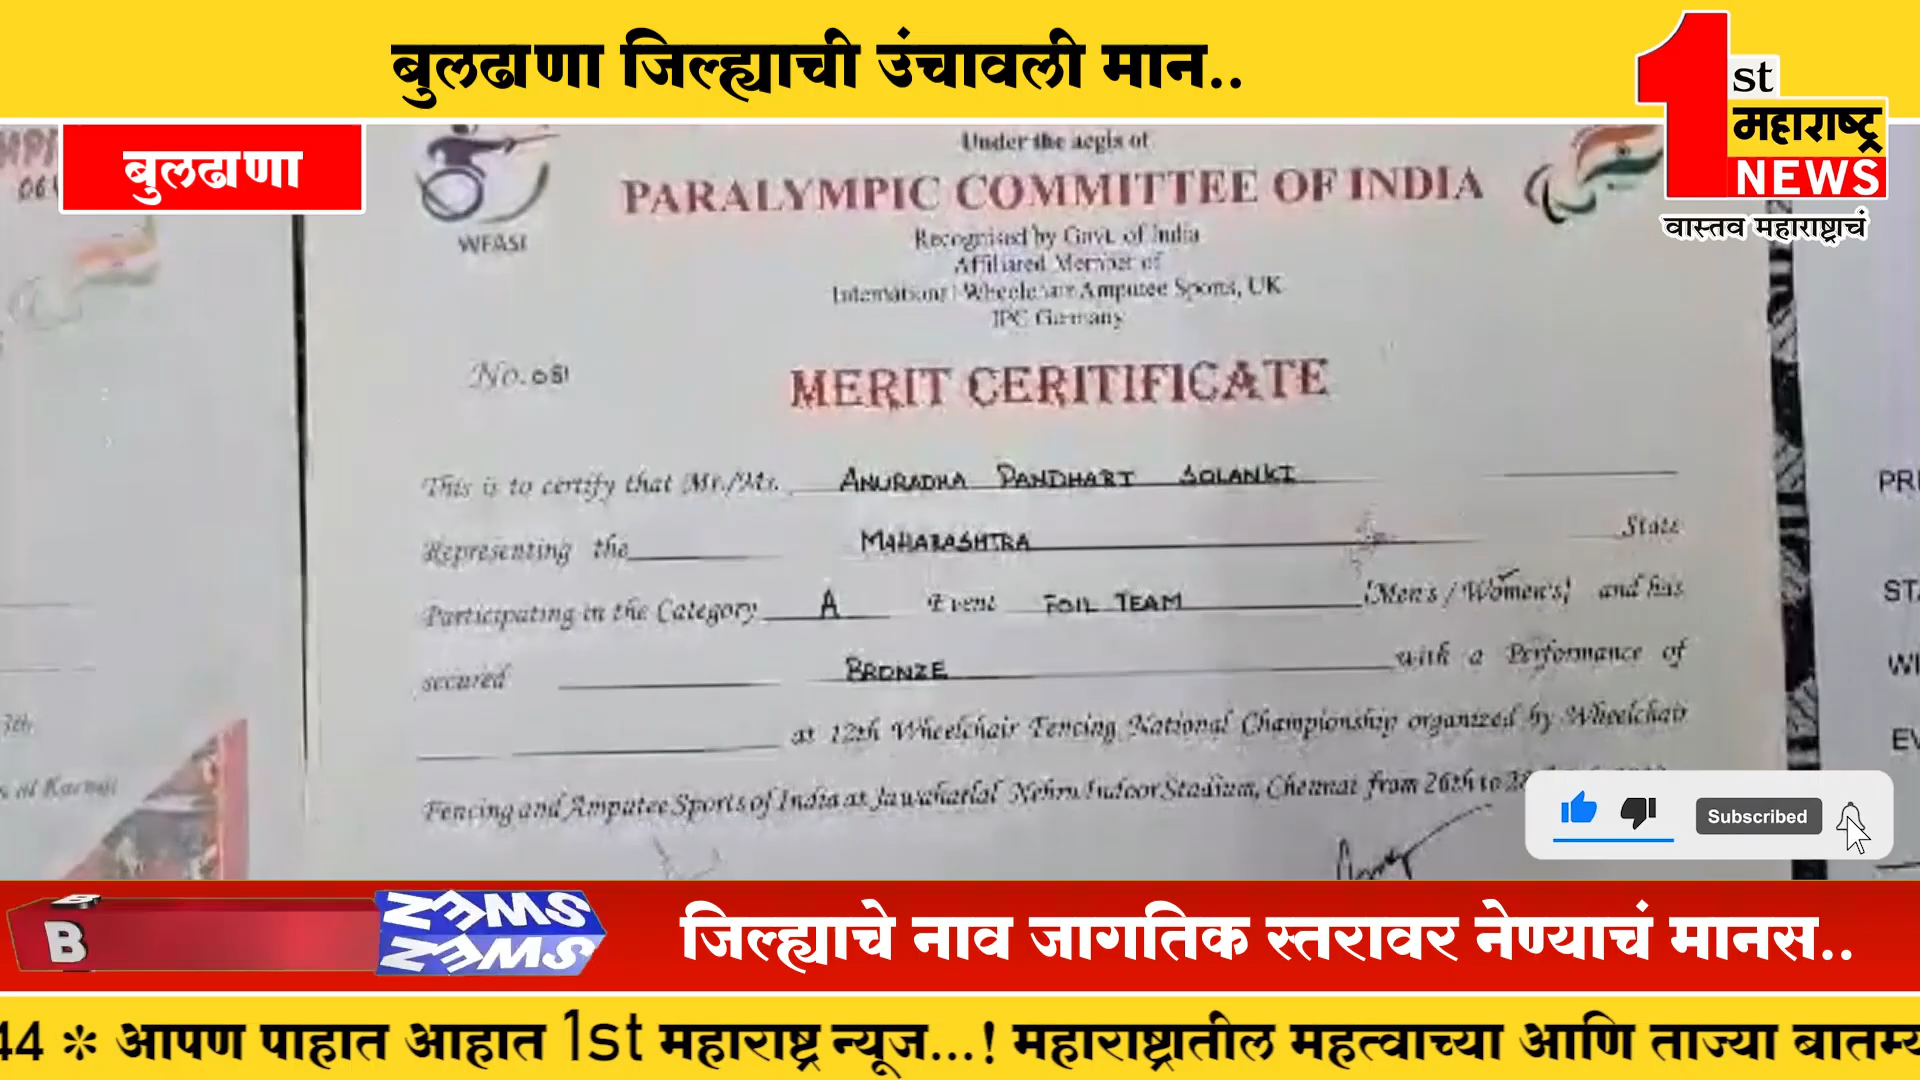 बुलढाणा जिल्ह्याची उंचावली मान..
1st
महाराष्ट्र
NEWS
वास्तव महाराष्ट्राचं
बुलढाणा
WFASI
Under the aegis of
PARALYMPIC COMMITTEE OF INDIA
Recognised by Govt. of India
Affiliated Member of
International Wheelchair Amputee Sports, UK
IPC Germany
No. 081
MERIT CERITIFICATE
This is to certify that Mr./Ms. ANURADHA PANDHARI SOLANKI
Representing the MAHARASHTRA State
Participating in the Category A Event FOIL TEAM [Men's / Women's] and has
secured BRONZE with a Performance of
at 12th Wheelchair Fencing National Championship organized by Wheelchair
Fencing and Amputee Sports of India at Jawaharlal Nehru Indoor Stadium, Chennai from 26th to
Subscribed
B
NEWS
NEWS
जिल्ह्याचे नाव जागतिक स्तरावर नेण्याचं मानस..
44 * आपण पाहात आहात 1st महाराष्ट्र न्यूज...! महाराष्ट्रातील महत्वाच्या आणि ताज्या बातम्य